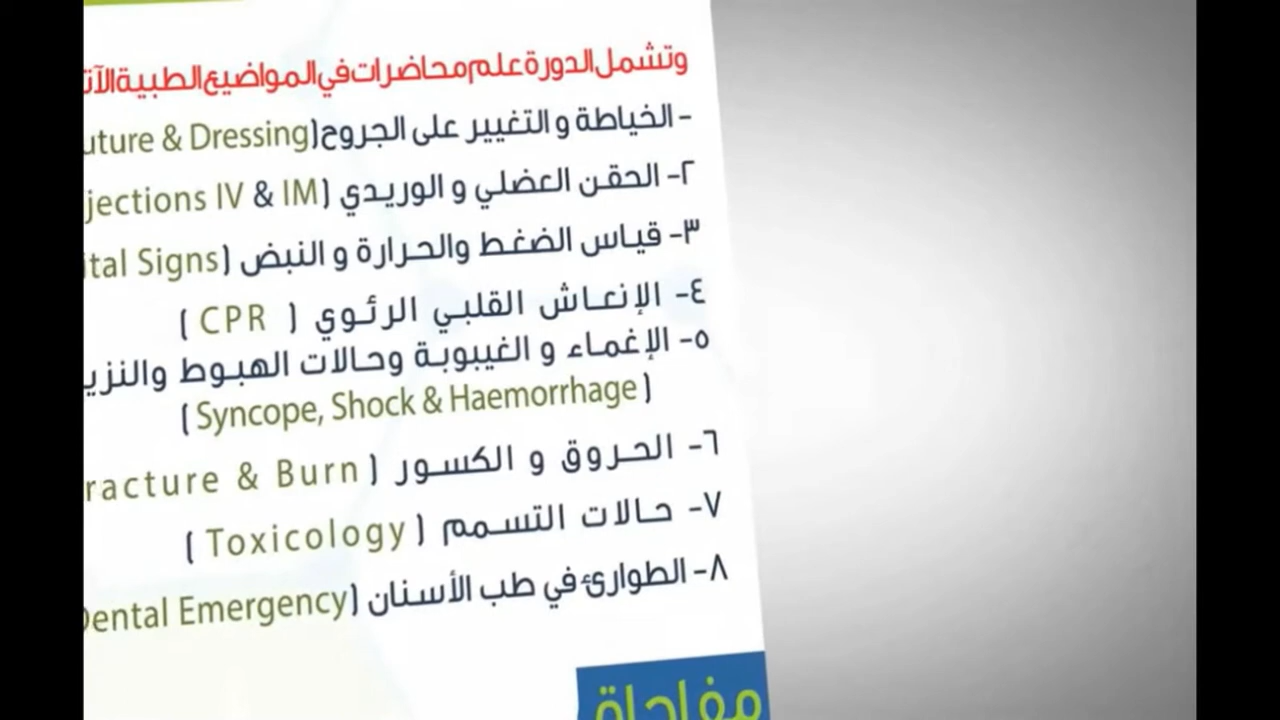 وتشمل الدورة علم محاضرات في المواضيع الطبية
- الخياطة و التغيير على الجروح (uture & Dressing
٢- الحقن العضلي و الوريدي (jections IV & IM
٣- قياس الضغط والحرارة و النبض (ital Signs
٤- الإنعاش القلبي الرئوي ( CPR )
٥- الإغماء و الغيبوبة وحالات الهبوط والنزي
( Syncope, Shock & Haemorrhage )
٦- الحروق و الكسور ( racture & Burn
٧- حالات التسمم ( Toxicology )
٨- الطوارئ في طب الأسنان (Dental Emergency
مفاجاة